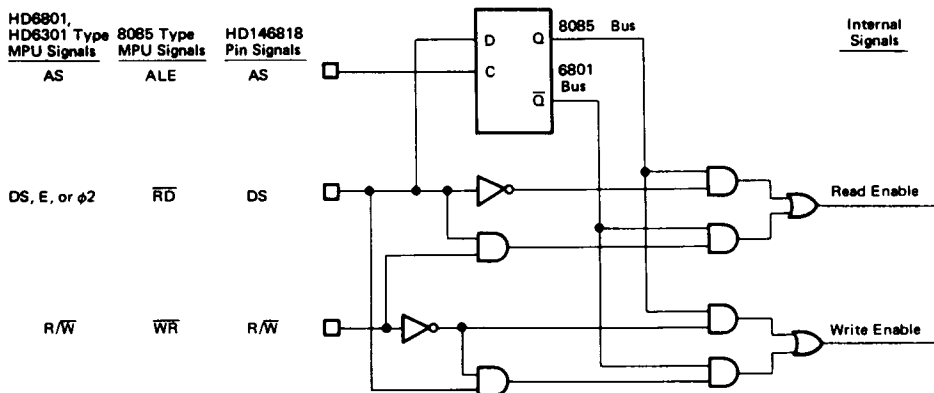 HD6801,
HD6301 Type
MPU Signals
8085 Type
MPU Signals
HD146818
Pin Signals
Internal
Signals
AS
ALE
AS
D
Q
C
Q̅
8085 Bus
6801
Bus
DS, E, or φ2
R̅D̅
DS
Read Enable
R/W̅
W̅R̅
R/W̅
Write Enable